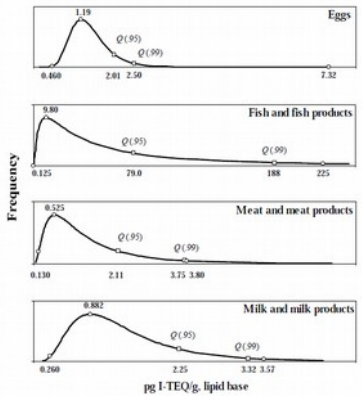 Eggs
1.19
Q (.95)
Q (.99)
0.460
2.01
2.50
7.32
Fish and fish products
9.80
Q (.95)
Q (.99)
0.125
79.0
188
225
Meat and meat products
0.525
Q (.95)
Q (.99)
0.130
2.11
3.75
3.80
Milk and milk products
0.882
Q (.95)
Q (.99)
0.260
2.25
3.32
3.57
Frequency
pg I-TEQ/g. lipid base